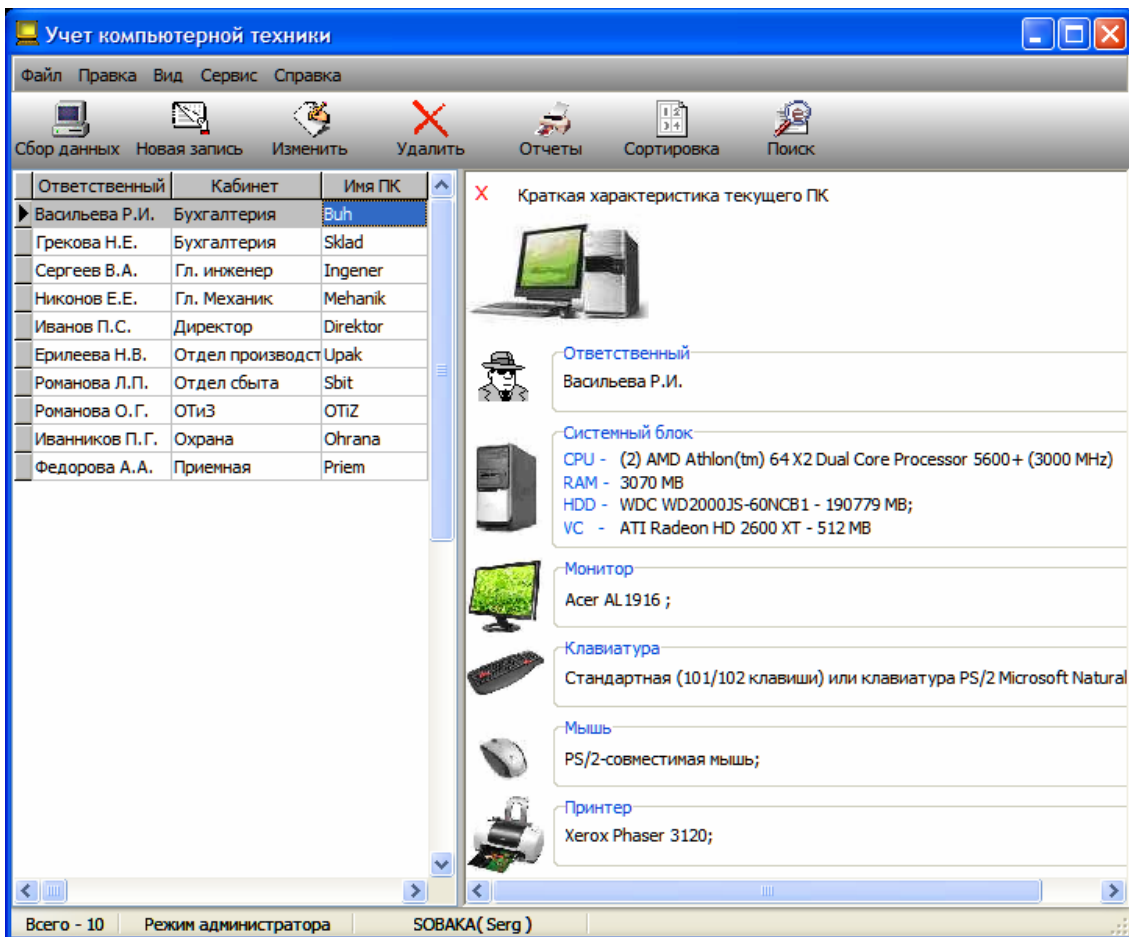 Учет компьютерной техники
Файл Правка Вид Сервис Справка
Сбор данных Новая запись Изменить Удалить Отчеты Сортировка Поиск
Ответственный Кабинет Имя ПК
Васильева Р.И. Бухгалтерия Buh
Грекова Н.Е. Бухгалтерия Sklad
Сергеев В.А. Гл. инженер Ingener
Никонов Е.Е. Гл. Механик Mehanik
Иванов П.С. Директор Direktor
Ерилеева Н.В. Отдел производст Upak
Романова Л.П. Отдел сбыта Sbit
Романова О.Г. ОТиЗ OTiZ
Иванников П.Г. Охрана Ohrana
Федорова А.А. Приемная Priem
X Краткая характеристика текущего ПК
Ответственный
Васильева Р.И.
Системный блок
CPU - (2) AMD Athlon(tm) 64 X2 Dual Core Processor 5600+ (3000 MHz)
RAM - 3070 MB
HDD - WDC WD2000JS-60NCB1 - 190779 MB;
VC - ATI Radeon HD 2600 XT - 512 MB
Монитор
Acer AL1916 ;
Клавиатура
Стандартная (101/102 клавиши) или клавиатура PS/2 Microsoft Natural
Мышь
PS/2-совместимая мышь;
Принтер
Xerox Phaser 3120;
Всего - 10 Режим администратора SOBAKA( Serg )